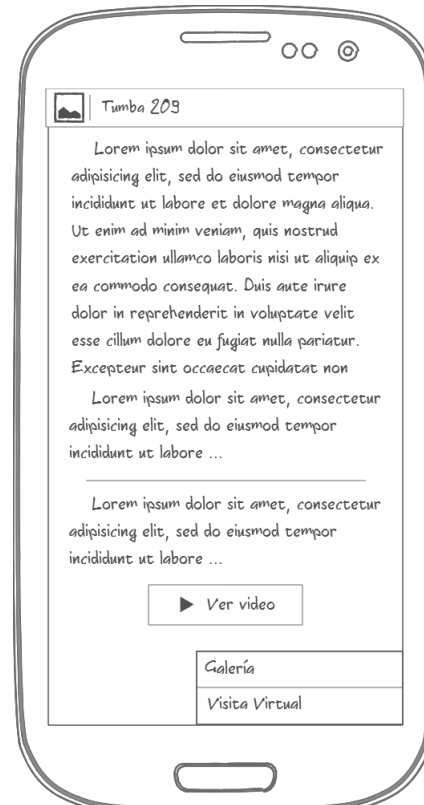 Tumba 209
Lorem ipsum dolor sit amet, consectetur
adipisicing elit, sed do eiusmod tempor
incididunt ut labore et dolore magna aliqua.
Ut enim ad minim veniam, quis nostrud
exercitation ullamco laboris nisi ut aliquip ex
ea commodo consequat. Duis aute irure
dolor in reprehenderit in voluptate velit
esse cillum dolore eu fugiat nulla pariatur.
Excepteur sint occaecat cupidatat non
Lorem ipsum dolor sit amet, consectetur
adipisicing elit, sed do eiusmod tempor
incididunt ut labore ...
Lorem ipsum dolor sit amet, consectetur
adipisicing elit, sed do eiusmod tempor
incididunt ut labore ...
Ver video
Galería
Visita Virtual